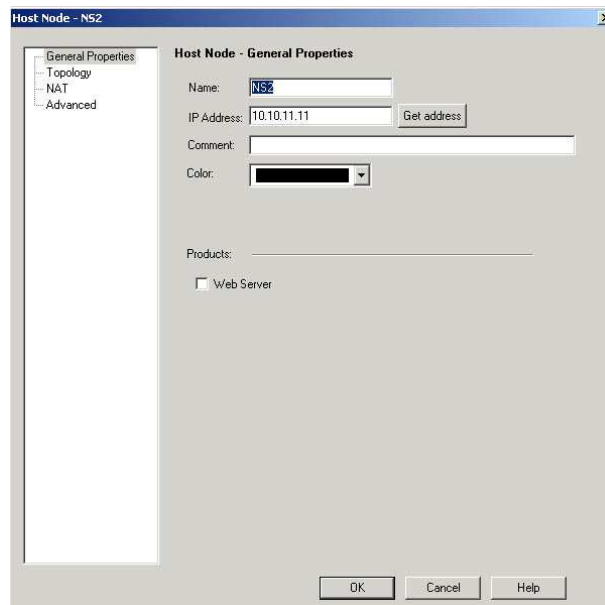 Host Node - NS2
General Properties
Topology
NAT
Advanced
Host Node - General Properties
Name: NS2
IP Address: 10.10.11.11 Get address
Comment:
Color:
Products:
Web Server
OK Cancel Help